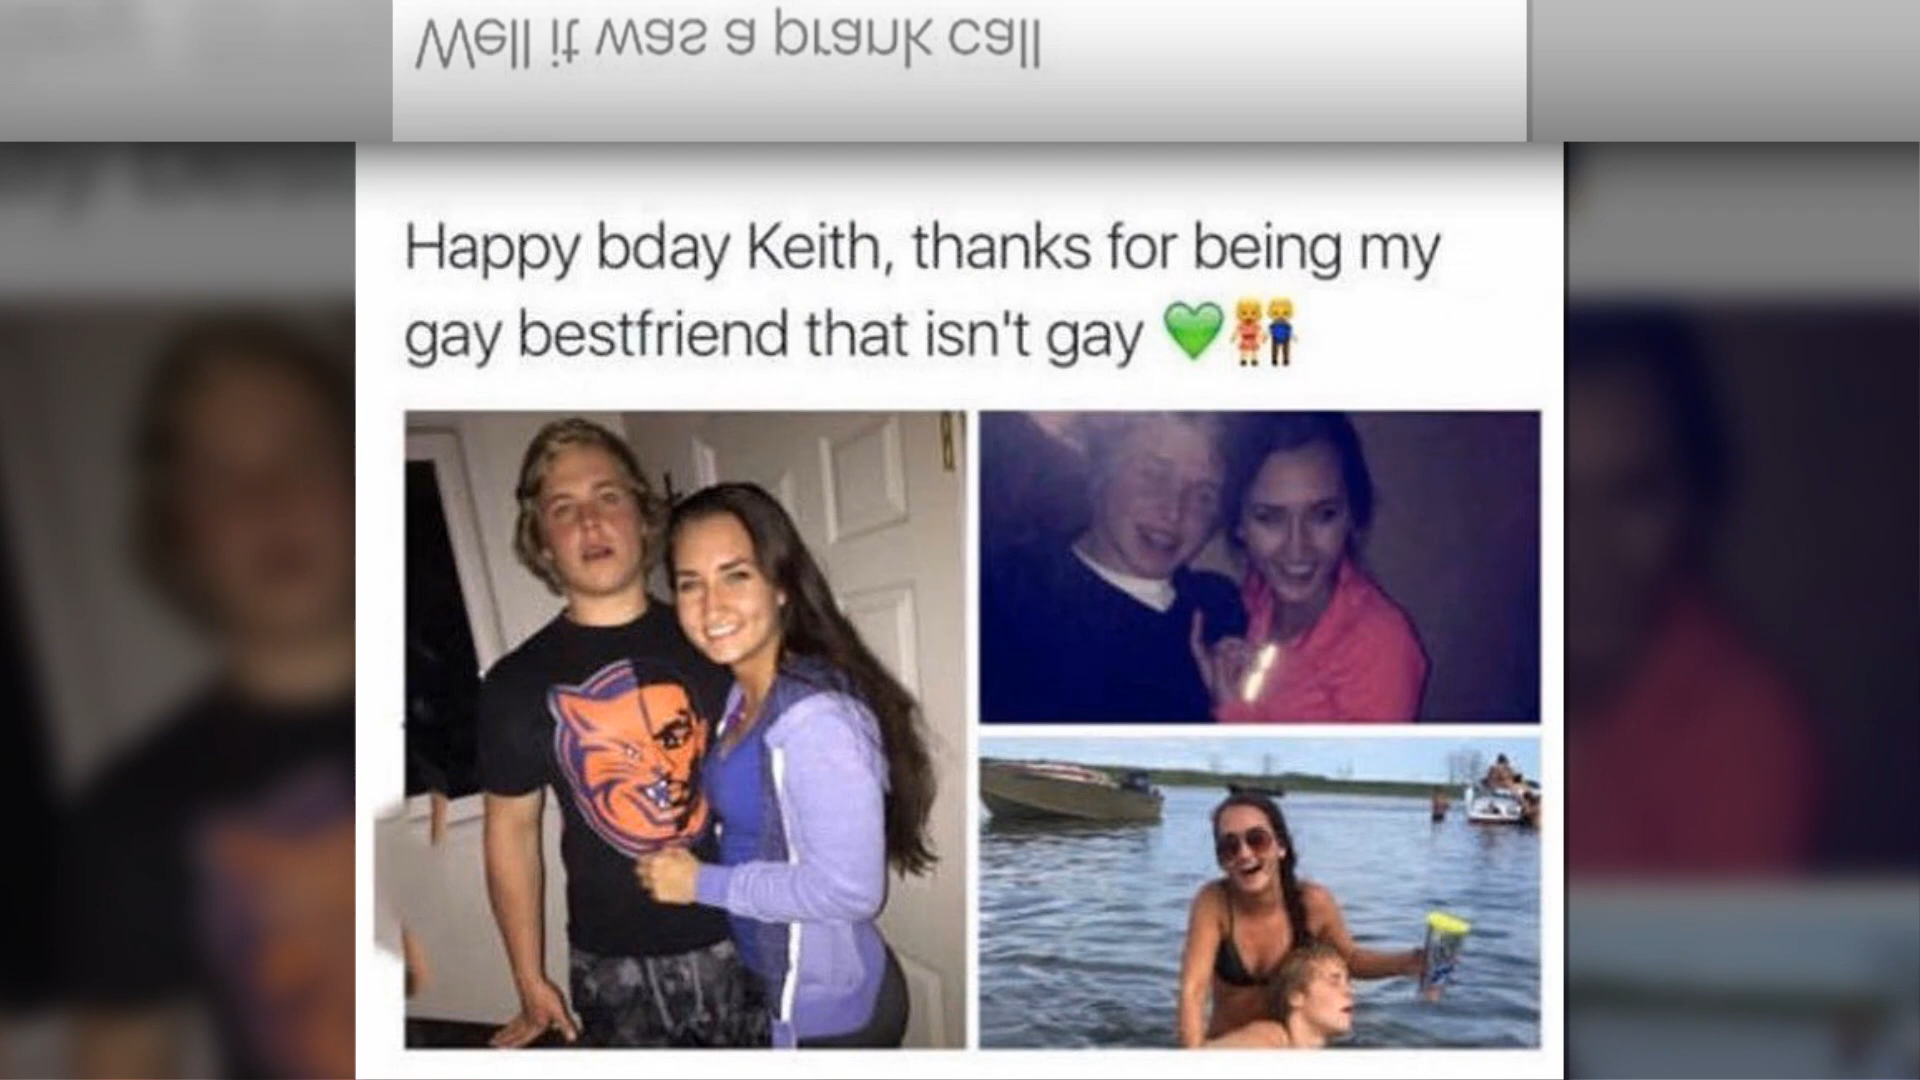 Well it was a prank call
Happy bday Keith, thanks for being my
gay bestfriend that isn't gay 💚👫